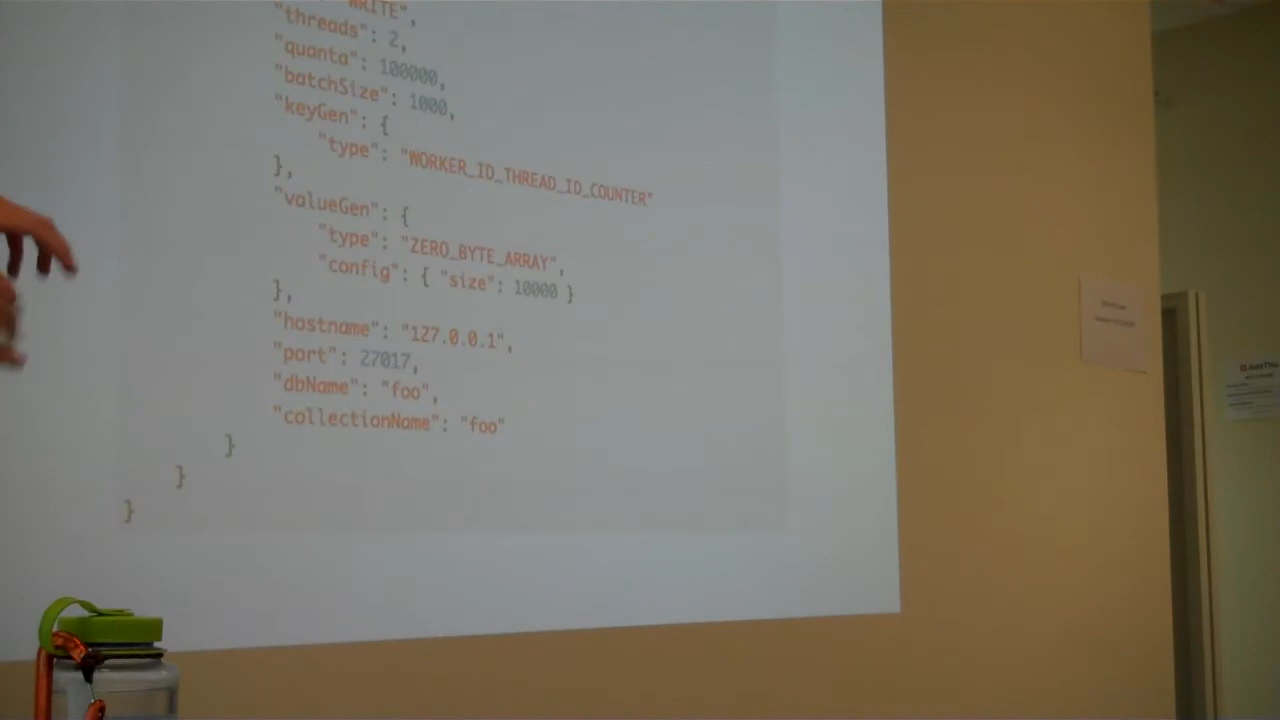 WRITE",
"threads": 2,
"quanta": 100000,
"batchSize": 1000,
"keyGen": {
"type": "WORKER_ID_THREAD_ID_COUNTER"
},
"valueGen": {
"type": "ZERO_BYTE_ARRAY",
"config": { "size": 10000 }
},
"hostname": "127.0.0.1",
"port": 27017,
"dbName": "foo",
"collectionName": "foo"
}
}
}